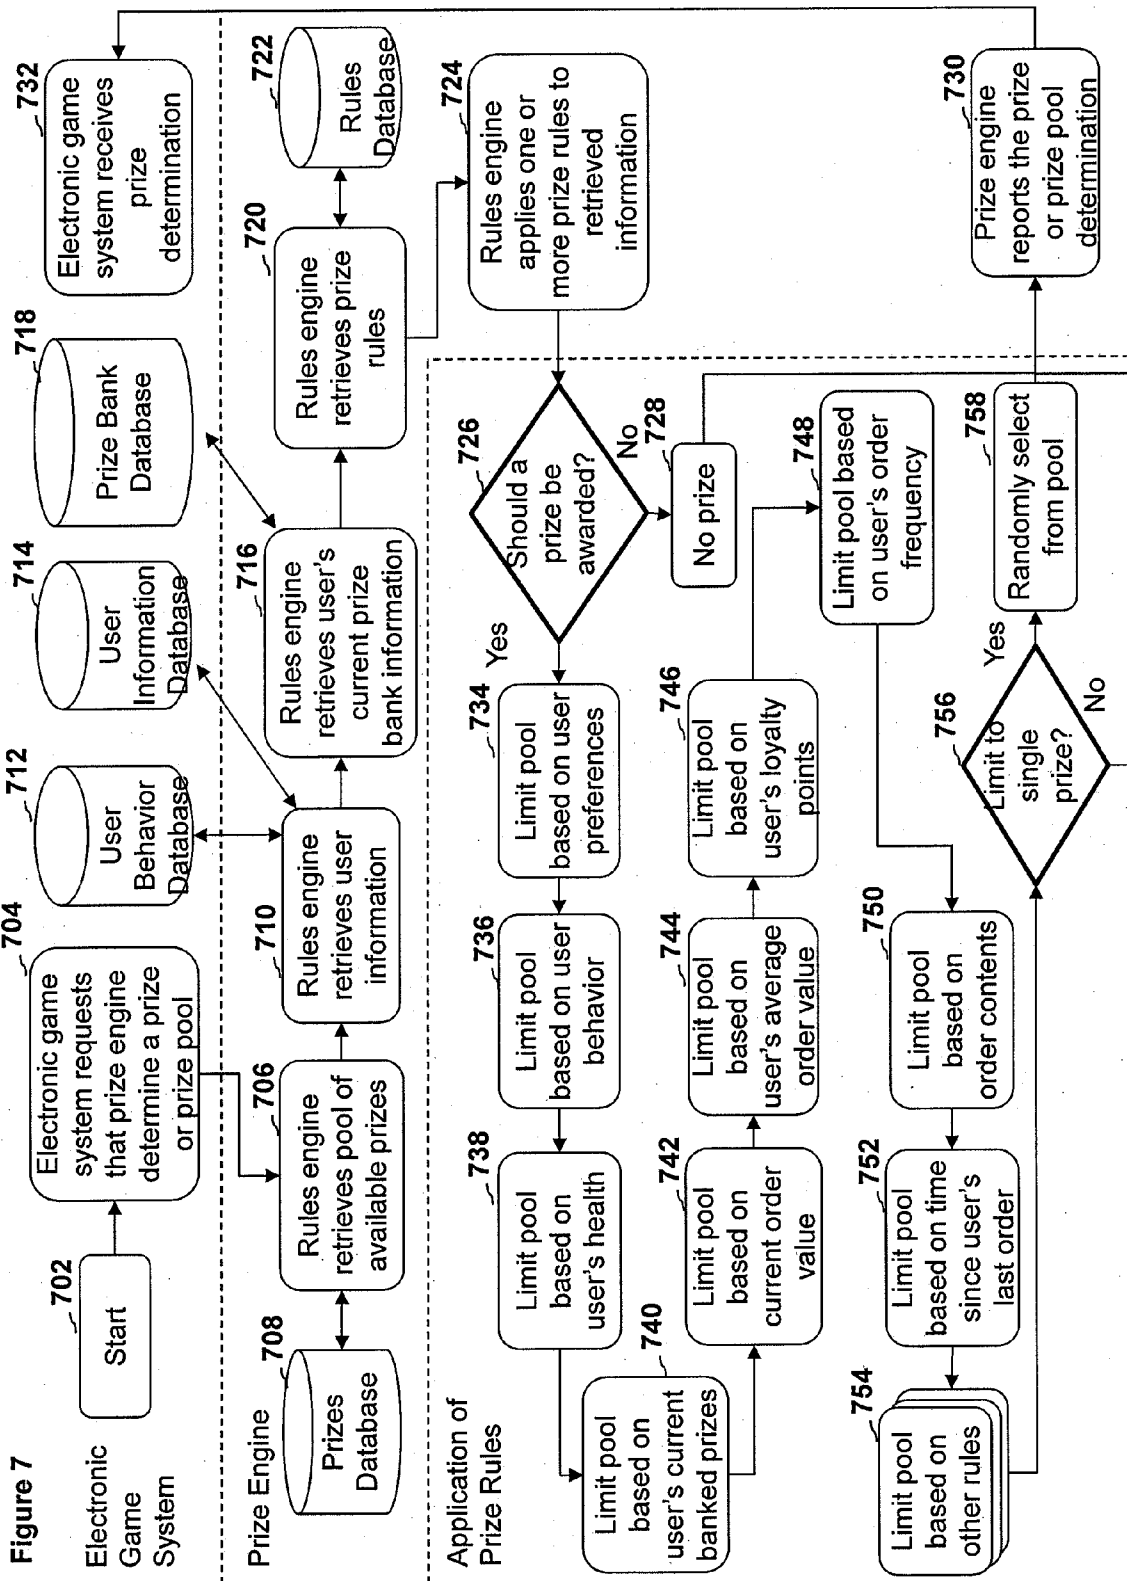 Figure 7
Electronic
Game
System
702
Start
704
Electronic game
system requests
that prize engine
determine a prize
or prize pool
712
User
Behavior
Database
714
User
Information
Database
718
Prize Bank
Database
732
Electronic game
system receives
prize
determination
Prize Engine
708
Prizes
Database
706
Rules engine
retrieves pool of
available prizes
710
Rules engine
retrieves user
information
716
Rules engine
retrieves user's
current prize
bank information
720
Rules engine
retrieves prize
rules
722
Rules
Database
724
Rules engine
applies one or
more prize rules to
retrieved
information
Application of
Prize Rules
726
Should a
prize be
awarded?
Yes
No
728
No prize
734
Limit pool
based on user
preferences
736
Limit pool
based on user
behavior
738
Limit pool
based on
user's health
740
Limit pool
based on
user's current
banked prizes
742
Limit pool
based on
current order
value
744
Limit pool
based on
user's average
order value
746
Limit pool
based on
user's loyalty
points
748
Limit pool based
on user's order
frequency
750
Limit pool
based on
order contents
752
Limit pool
based on time
since user's
last order
754
Limit pool
based on
other rules
756
Limit to
single
prize?
Yes
No
758
Randomly select
from pool
730
Prize engine
reports the prize
or prize pool
determination